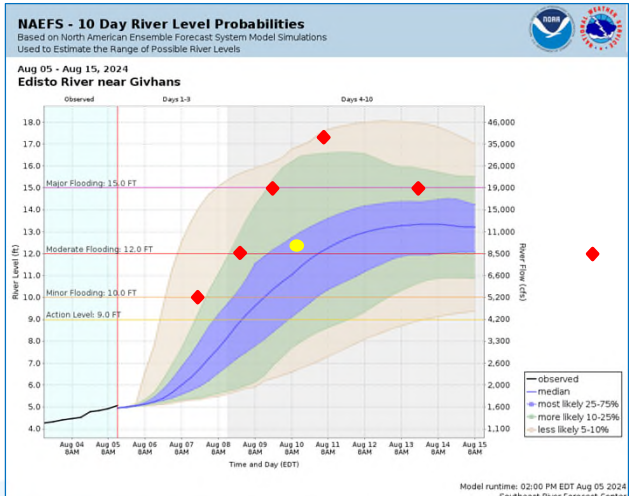 NAEFS - 10 Day River Level Probabilities
Based on North American Ensemble Forecast System Model Simulations
Used to Estimate the Range of Possible River Levels
NOAA
Aug 05 - Aug 15, 2024
Edisto River near Givhans
Observed Days 1-3 Days 4-10
18.0 46,000
17.0 35,000
16.0 26,000
Major Flooding: 15.0 FT
15.0 19,000
14.0 15,000
13.0 11,000
Moderate Flooding: 12.0 FT
12.0 8,500
11.0 6,600
Minor Flooding: 10.0 FT
10.0 5,200
Action Level: 9.0 FT
9.0 4,200
8.0 3,300
7.0 2,600
6.0 2,000
5.0 1,600
4.0 1,100
River Level (ft)
River Flow (cfs)
observed
median
most likely 25-75%
more likely 10-25%
less likely 5-10%
Aug 04 Aug 05 Aug 06 Aug 07 Aug 08 Aug 09 Aug 10 Aug 11 Aug 12 Aug 13 Aug 14 Aug 15
8AM 8AM 8AM 8AM 8AM 8AM 8AM 8AM 8AM 8AM 8AM 8AM
Time and Day (EDT)
Model runtime: 02:00 PM EDT Aug 05 2024
Southeast River Forecast Center